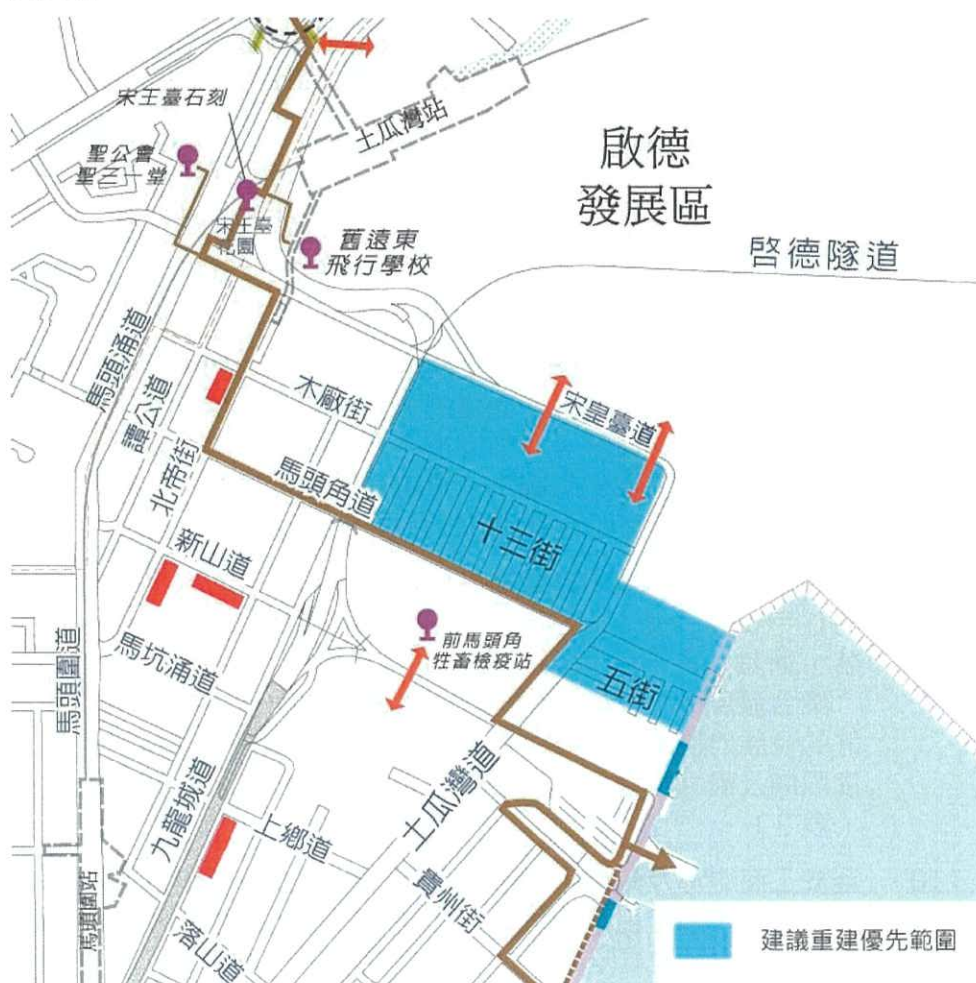 宋王臺石刻
土瓜灣站
聖公會
聖三一堂
啟德
發展區
宋王臺
花園
舊遠東
飛行學校
啓德隧道
馬頭涌道
譚公道
木廠街
宋皇臺道
北帝街
馬頭角道
十三街
新山道
前馬頭角
牲畜檢疫站
馬坑涌道
五街
馬頭圍道
九龍城道
土瓜灣道
上鄉道
貴州街
馬頭圍站
落山道
建議重建優先範圍